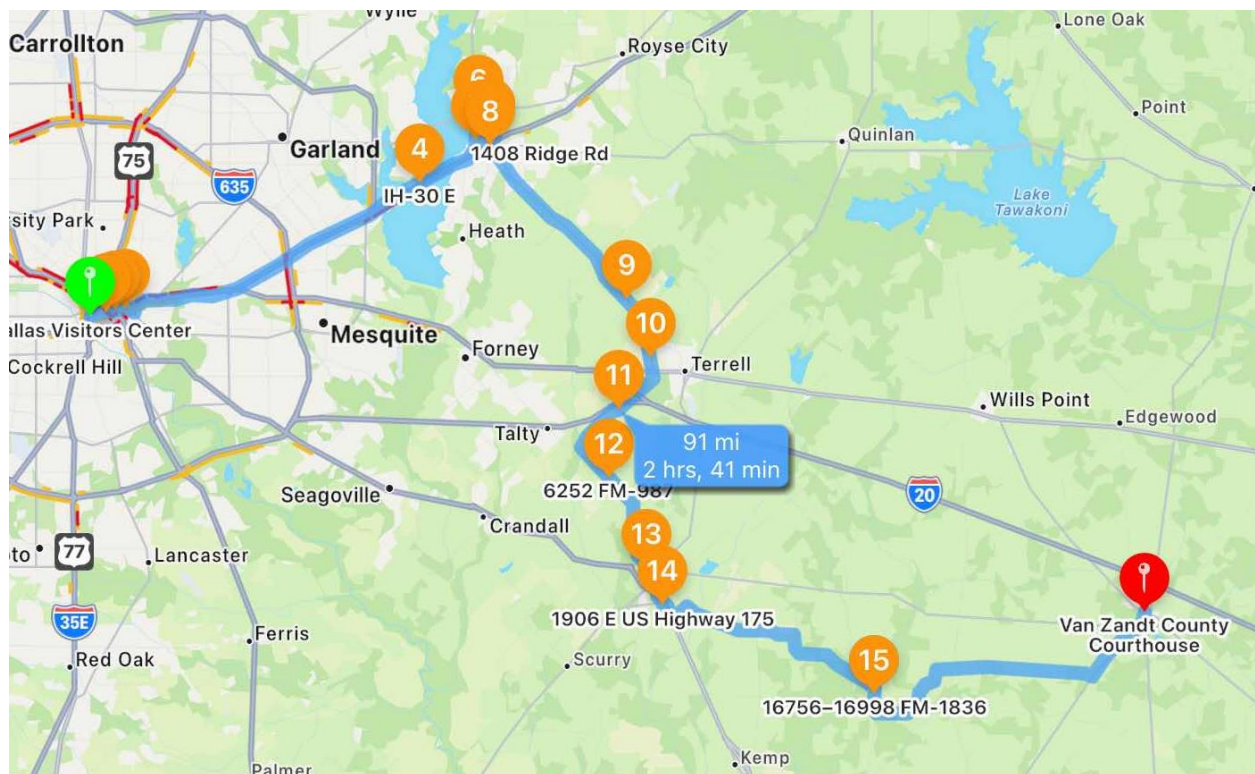 Wylie
Lone Oak
Carrollton
Royse City
6
Point
8
75
Garland
4
1408 Ridge Rd
Quinlan
635
IH-30 E
Lake
Tawakoni
rsity Park
Heath
9
10
allas Visitors Center
Mesquite
Forney
11
Terrell
Cockrell Hill
Wills Point
Edgewood
Talty
12
91 mi
2 hrs, 41 min
6252 FM-987
Seagoville
20
Crandall
13
to
77
Lancaster
14
35E
1906 E US Highway 175
Van Zandt County
Courthouse
Ferris
Red Oak
Scurry
15
16756–16998 FM-1836
Kemp
Palmer